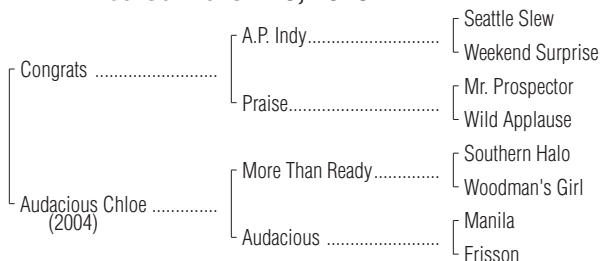 Seattle Slew
A.P. Indy
Weekend Surprise
Congrats
Mr. Prospector
Praise
Wild Applause
Southern Halo
More Than Ready
Woodman's Girl
Audacious Chloe
(2004)
Manila
Audacious
Frisson